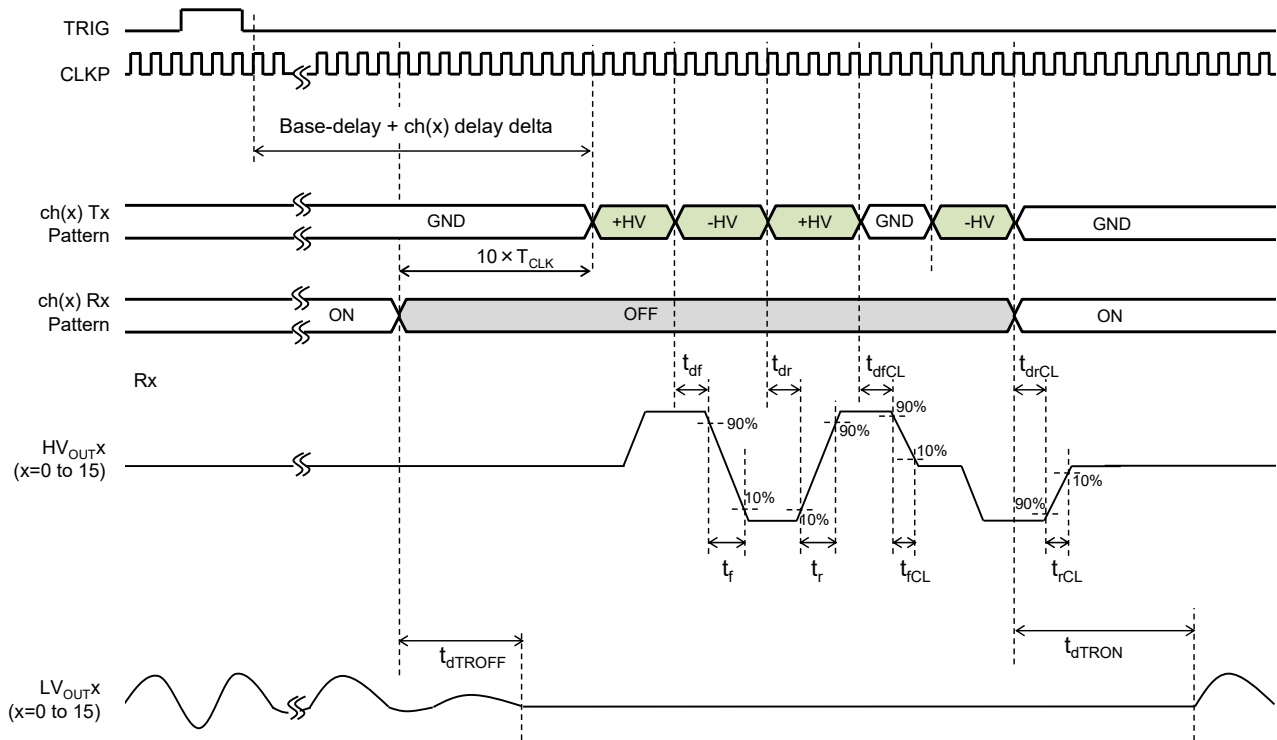 TRIG
CLKP
Base-delay + ch(x) delay delta
ch(x) Tx
Pattern
GND
+HV
-HV
+HV
GND
-HV
GND
10 × TCLK
ch(x) Rx
Pattern
ON
OFF
ON
Rx
tdf
tdr
tdfCL
tdrCL
HVOUTx
(x=0 to 15)
90%
10%
10%
90%
90%
10%
90%
10%
tf
tr
tfCL
trCL
tdTROFF
tdTRON
LVOUTx
(x=0 to 15)